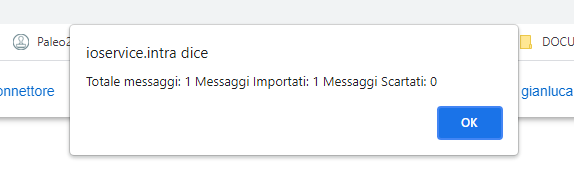 Paleo2
ioservice.intra dice
DOCU
Totale messaggi: 1 Messaggi Importati: 1 Messaggi Scartati: 0
onnettore
gianluca
OK